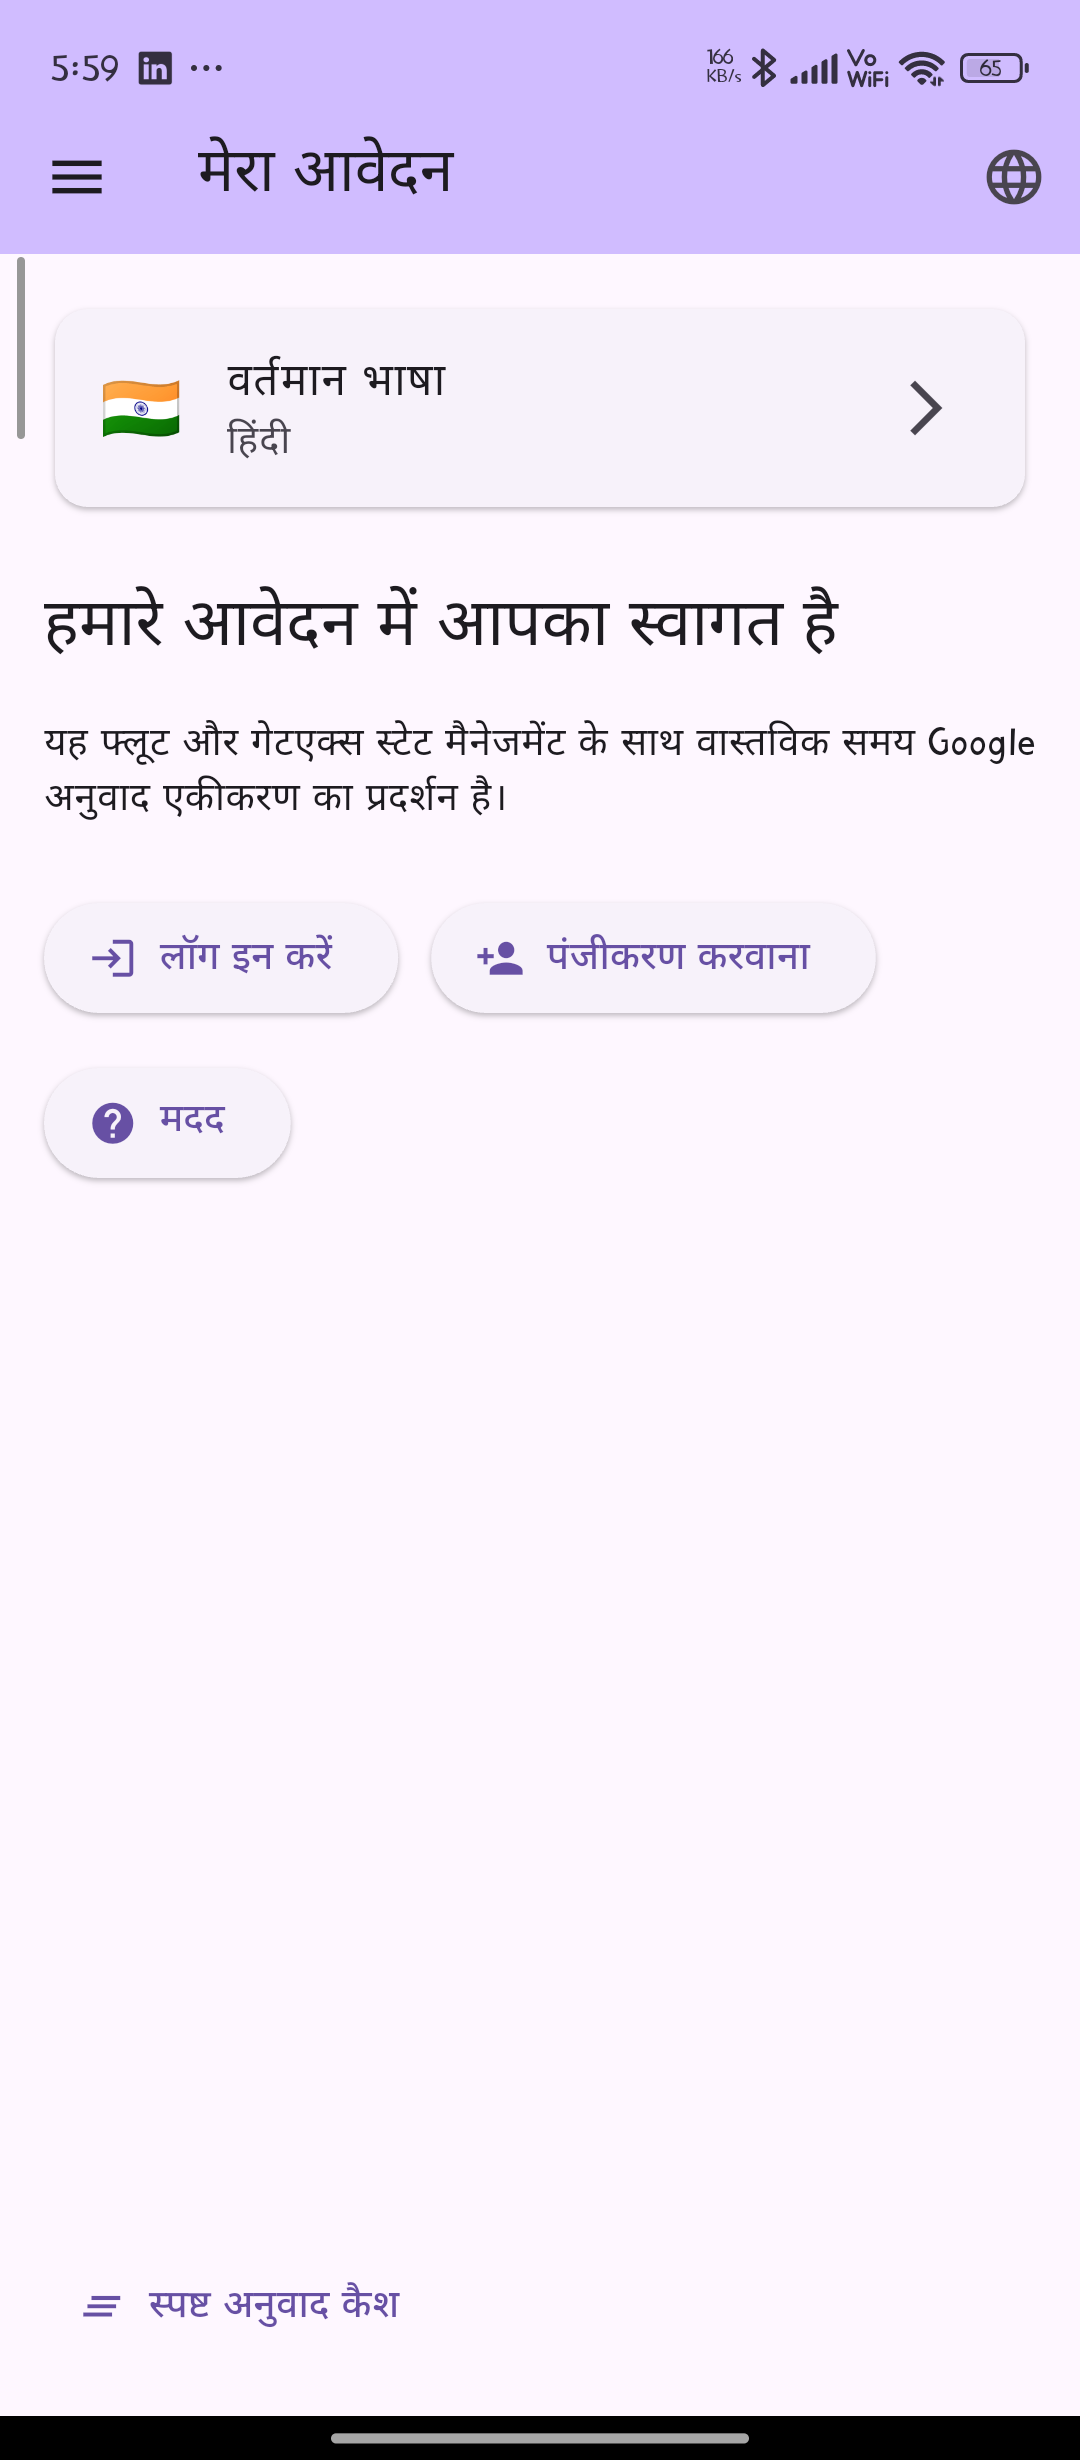 5:59 in ...
166 KB/s Vo WiFi 65
मेरा आवेदन
वर्तमान भाषा
हिंदी
हमारे आवेदन में आपका स्वागत है
यह फ्लूट और गेटएक्स स्टेट मैनेजमेंट के साथ वास्तविक समय Google
अनुवाद एकीकरण का प्रदर्शन है।
लॉग इन करें पंजीकरण करवाना
मदद
स्पष्ट अनुवाद कैश